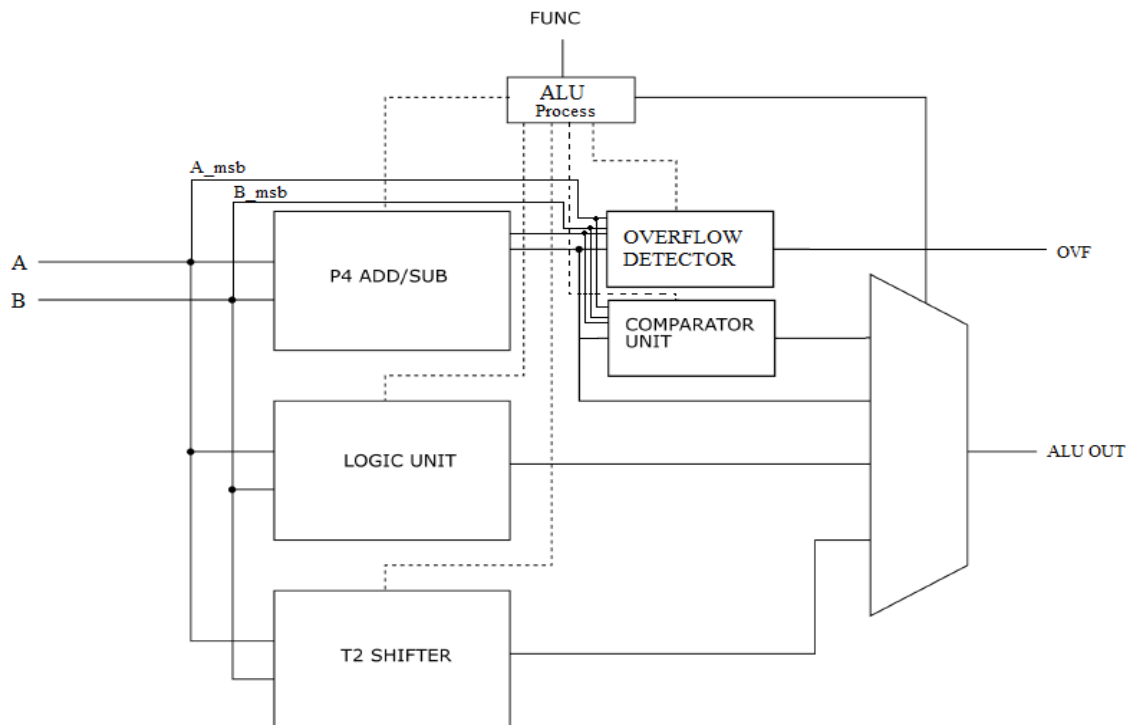 FUNC
ALU
Process
A_msb
B_msb
A
B
P4 ADD/SUB
OVERFLOW
DETECTOR
OVF
COMPARATOR
UNIT
LOGIC UNIT
ALU OUT
T2 SHIFTER